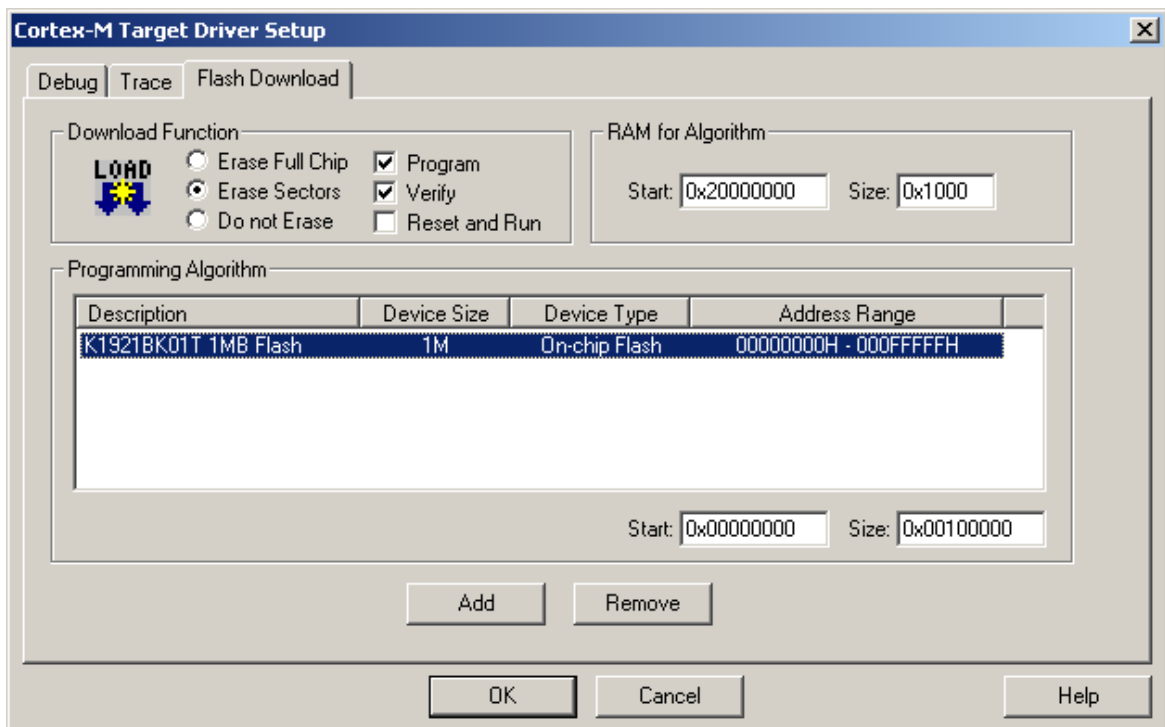 Cortex-M Target Driver Setup
Debug Trace Flash Download
Download Function
LOAD
Erase Full Chip
Erase Sectors
Do not Erase
Program
Verify
Reset and Run
RAM for Algorithm
Start: 0x20000000 Size: 0x1000
Programming Algorithm
Description Device Size Device Type Address Range
K1921BK01T 1MB Flash 1M On-chip Flash 00000000H - 000FFFFFH
Start: 0x00000000 Size: 0x00100000
Add Remove
OK Cancel Help